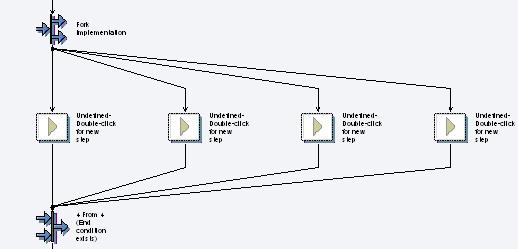 Fork
Implementation
Undefined-
Double-click
for new
step
Undefined-
Double-click
for new
step
Undefined-
Double-click
for new
step
Undefined-
Double-click
for new
step
4 From 4
(End
condition
exists)